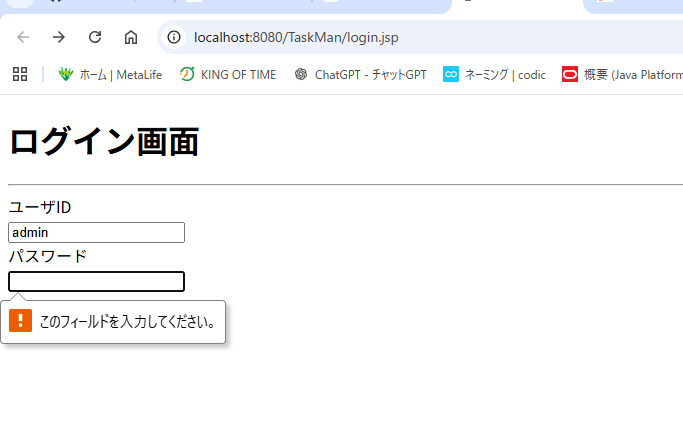 localhost:8080/TaskMan/login.jsp
ホーム | MetaLife
KING OF TIME
ChatGPT - チャットGPT
CO
ネーミング | codic
概要 (Java Platform
ログイン画面
ユーザID
admin
パスワード
このフィールドを入力してください。